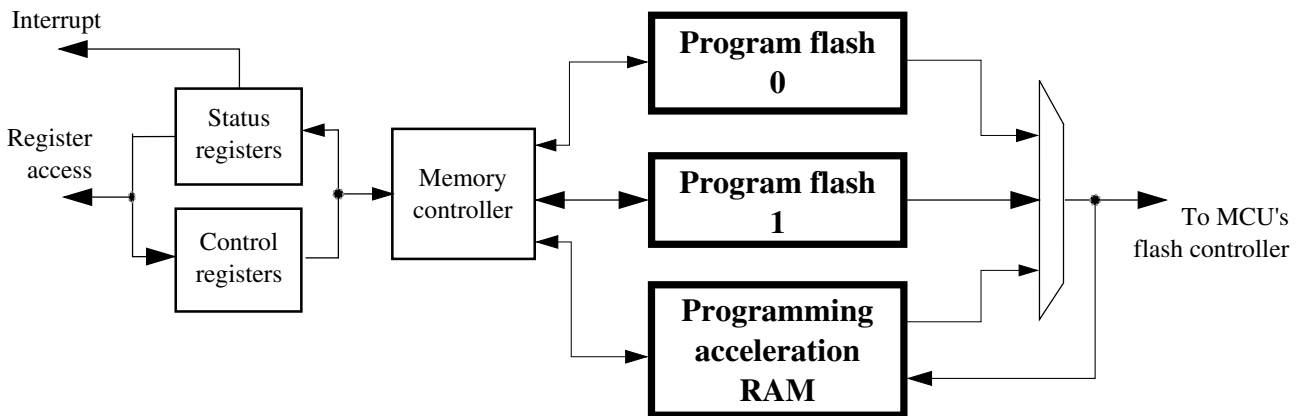 Interrupt
Register
access
Status
registers
Control
registers
Memory
controller
Program flash
0
Program flash
1
Programming
acceleration
RAM
To MCU's
flash controller